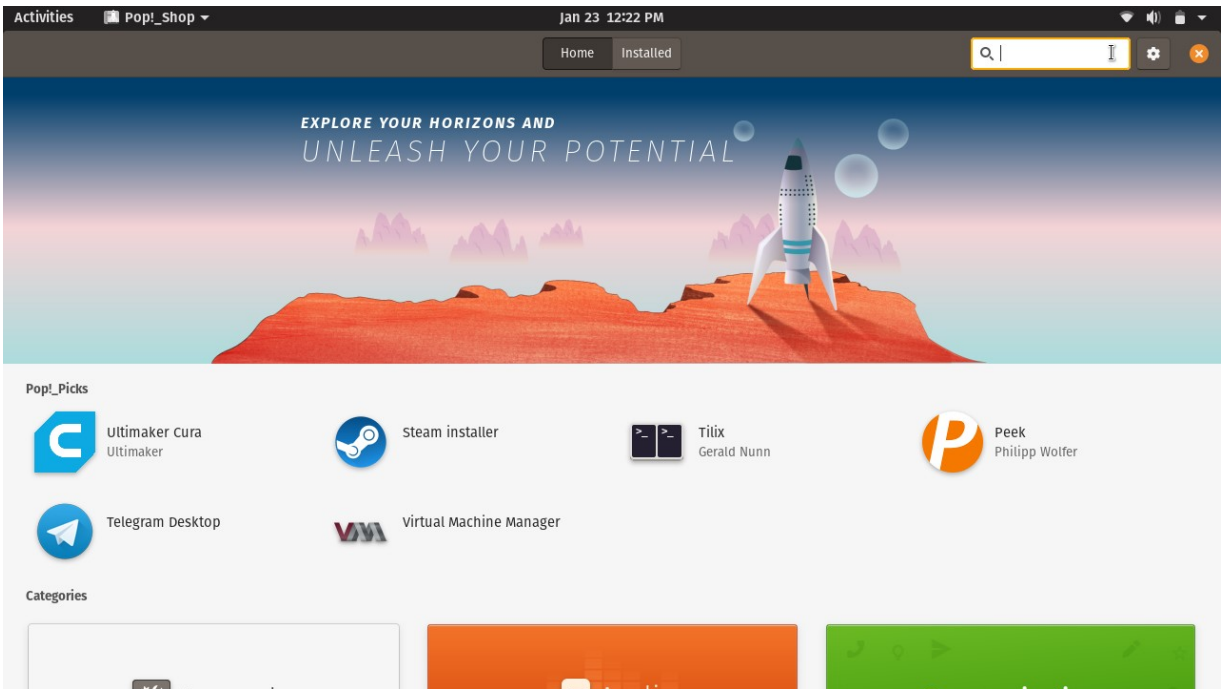 Activities Pop!_Shop Jan 23 12:22 PM
Home Installed
EXPLORE YOUR HORIZONS AND
UNLEASH YOUR POTENTIAL
Pop!_Picks
Ultimaker Cura
Ultimaker
Steam installer
Tilix
Gerald Nunn
Peek
Philipp Wolfer
Telegram Desktop
Virtual Machine Manager
Categories